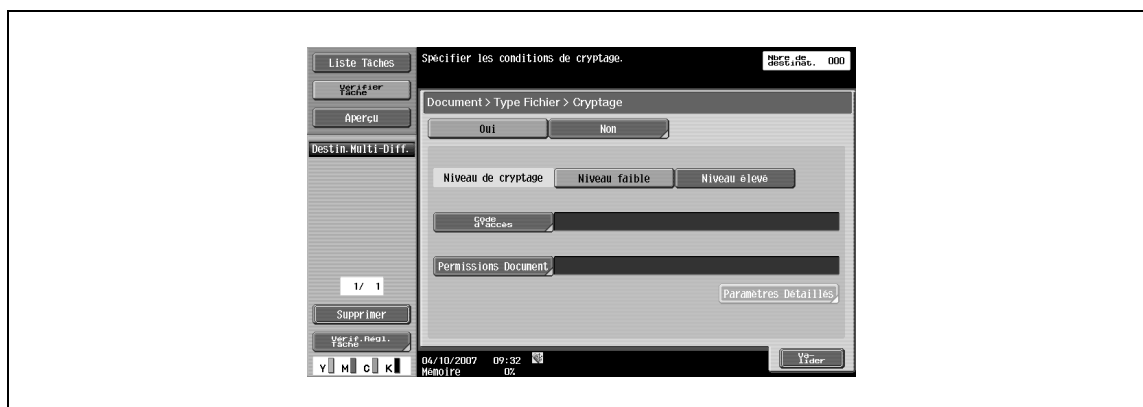 Liste Tâches
Vérifier
Tâche
Aperçu
Destin.Multi-Diff.
1/ 1
Supprimer
Vérif.Régl.
Tâche
Y M C K
Spécifier les conditions de cryptage.
Nbre de
destinat. 000
Document > Type Fichier > Cryptage
Oui Non
Niveau de cryptage Niveau faible Niveau élevé
Code
d'accès
Permissions Document
Paramètres Détaillés
04/10/2007 09:32
Mémoire 0%
Va-
lider